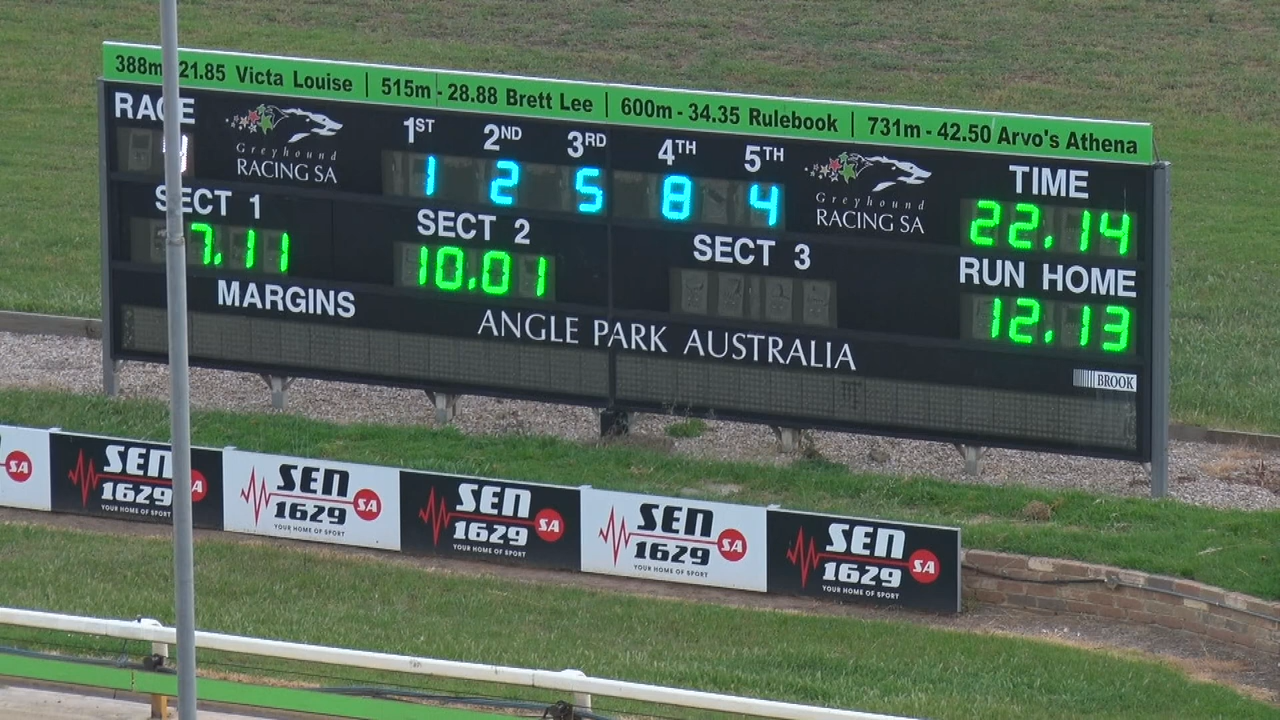 388m 21.85 Victa Louise | 515m - 28.88 Brett Lee | 600m - 34.35 Rulebook | 731m - 42.50 Arvo's Athena
RACE
Greyhound
RACING SA
1ST 2ND 3RD 4TH 5TH
1 2 5 8 4
Greyhound
RACING SA
TIME
22.14
SECT 1
7.11
SECT 2
10.01
SECT 3
RUN HOME
12.13
MARGINS
ANGLE PARK AUSTRALIA
BROOK
SA
SEN
1629
YOUR HOME OF SPORT
SEN
1629
SA
YOUR HOME OF SPORT
SEN
1629
SA
YOUR HOME OF SPORT
SEN
1629
SA
YOUR HOME OF SPORT
SEN
1629
SA
YOUR HOME OF SPORT